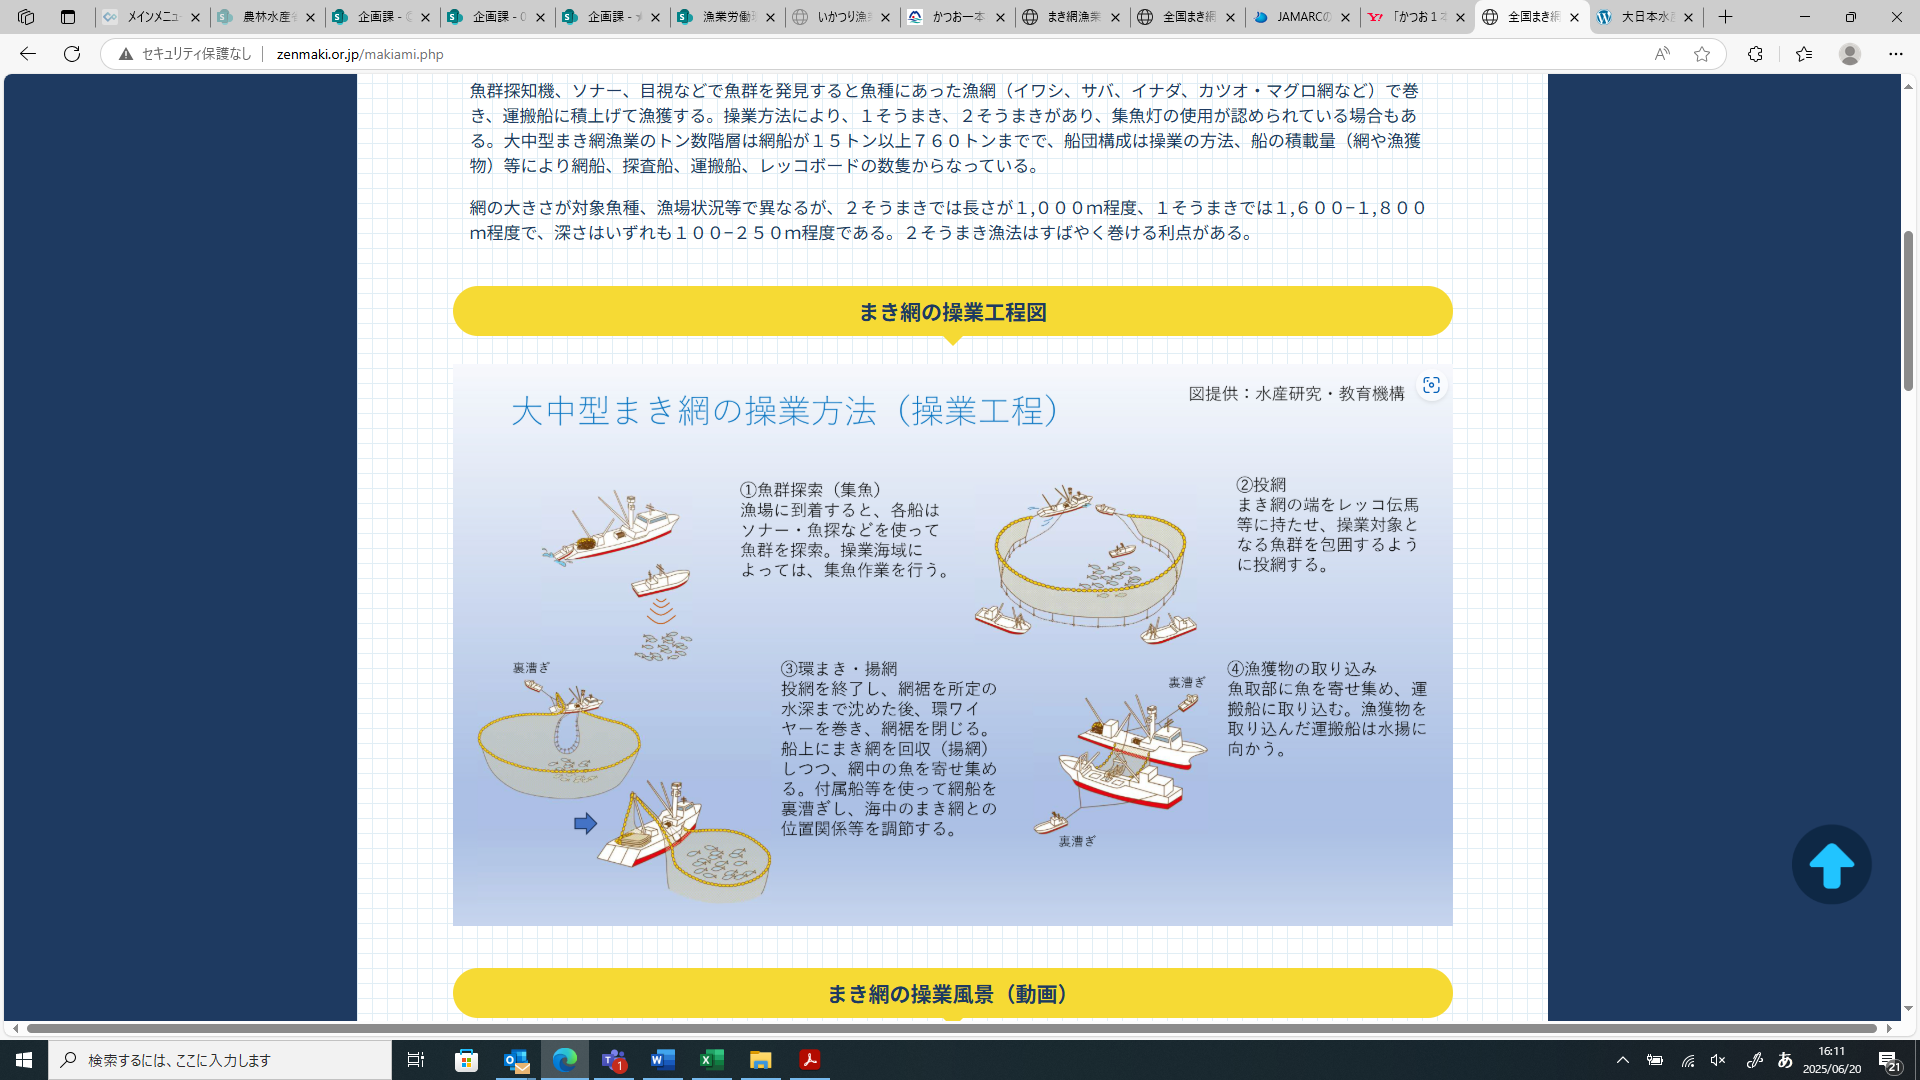 メインメニュ
農林水産省
企画課 -
企画課 - 0
企画課 -
漁業労働
いかつり漁
かつお一本
まき網漁業
全国まき網
JAMARCの
「かつお１本
全国まき網
大日本水産
セキュリティ保護なし
zenmaki.or.jp/makiami.php
魚群探知機、ソナー、目視などで魚群を発見すると魚種にあった漁網（イワシ、サバ、イナダ、カツオ・マグロ網など）で巻
き、運搬船に積上げて漁獲する。操業方法により、１そうまき、２そうまきがあり、集魚灯の使用が認められている場合もあ
る。大中型まき網漁業のトン数階層は網船が１５トン以上７６０トンまでで、船団構成は操業の方法、船の積載量（網や漁獲
物）等により網船、探査船、運搬船、レッコボードの数隻からなっている。
網の大きさが対象魚種、漁場状況等で異なるが、２そうまきでは長さが１,０００ｍ程度、１そうまきでは１,６００−１,８００
ｍ程度で、深さはいずれも１００−２５０ｍ程度である。２そうまき漁法はすばやく巻ける利点がある。
まき網の操業工程図
大中型まき網の操業方法（操業工程）
図提供：水産研究・教育機構
①魚群探索（集魚）
漁場に到着すると、各船は
ソナー・魚探などを使って
魚群を探索。操業海域に
よっては、集魚作業を行う。
②投網
まき網の端をレッコ伝馬
等に持たせ、操業対象と
なる魚群を包囲するよう
に投網する。
裏漕ぎ
③環まき・揚網
投網を終了し、網裾を所定の
水深まで沈めた後、環ワイ
ヤーを巻き、網裾を閉じる。
船上にまき網を回収（揚網）
しつつ、網中の魚を寄せ集め
る。付属船等を使って網船を
裏漕ぎし、海中のまき網との
位置関係等を調節する。
裏漕ぎ
④漁獲物の取り込み
魚取部に魚を寄せ集め、運
搬船に取り込む。漁獲物を
取り込んだ運搬船は水揚に
向かう。
裏漕ぎ
まき網の操業風景（動画）
検索するには、ここに入力します
1
あ
16:11
2025/06/20
21